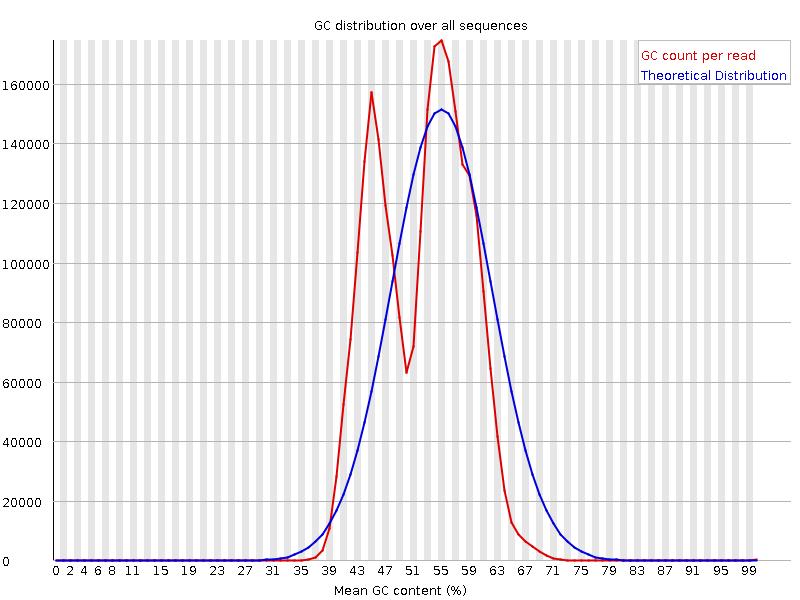 GC distribution over all sequences
GC count per read
Theoretical Distribution
160000
140000
120000
100000
80000
60000
40000
20000
0
0 2 4 6 8 11 15 19 23 27 31 35 39 43 47 51 55 59 63 67 71 75 79 83 87 91 95 99
Mean GC content (%)